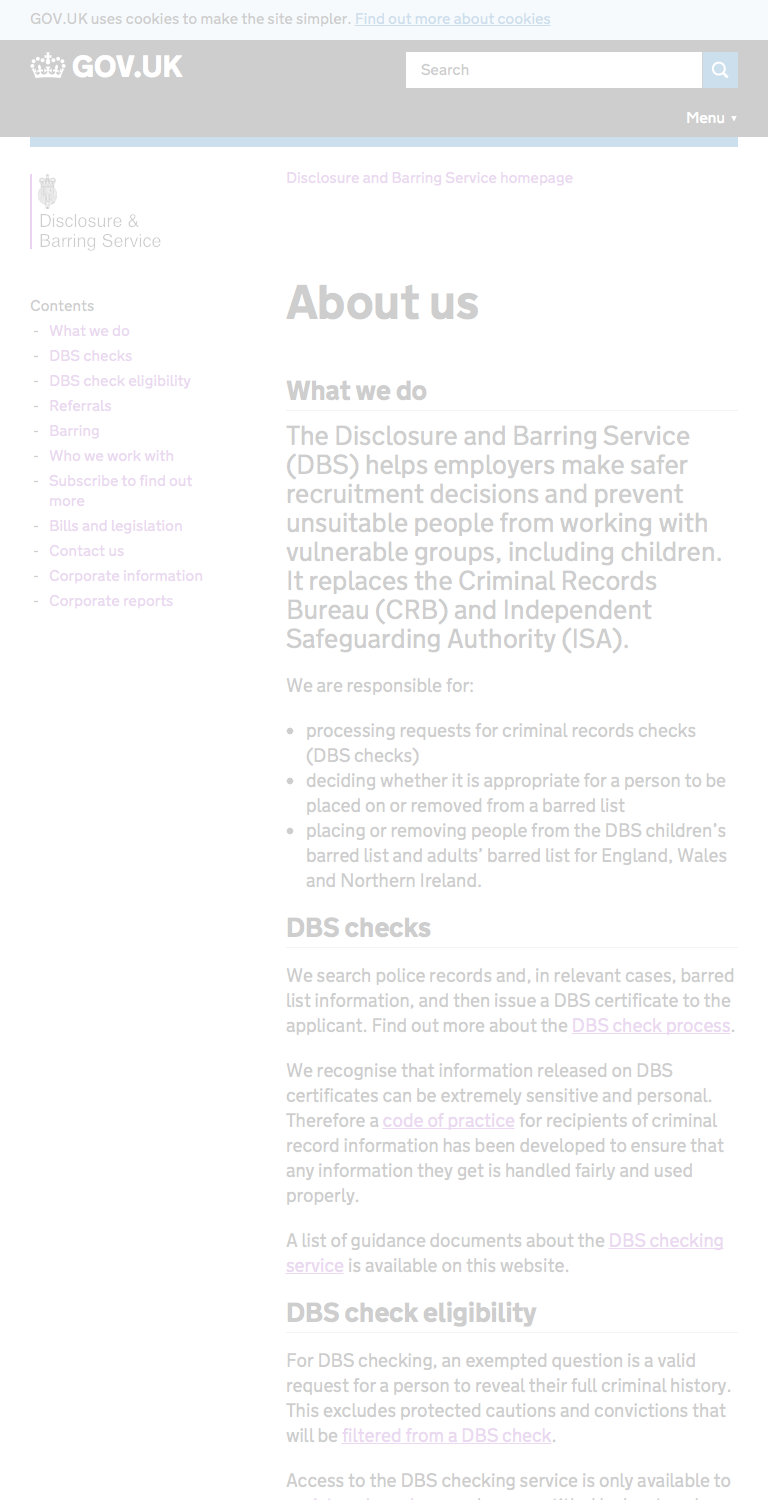 GOV.UK uses cookies to make the site simpler. Find out more about cookies
GOV.UK
Search
Menu ▼
Disclosure and Barring Service homepage
Disclosure &
Barring Service
About us
Contents
- What we do
- DBS checks
- DBS check eligibility
- Referrals
- Barring
- Who we work with
- Subscribe to find out
more
- Bills and legislation
- Contact us
- Corporate information
- Corporate reports
What we do
The Disclosure and Barring Service
(DBS) helps employers make safer
recruitment decisions and prevent
unsuitable people from working with
vulnerable groups, including children.
It replaces the Criminal Records
Bureau (CRB) and Independent
Safeguarding Authority (ISA).
We are responsible for:
• processing requests for criminal records checks
(DBS checks)
• deciding whether it is appropriate for a person to be
placed on or removed from a barred list
• placing or removing people from the DBS children’s
barred list and adults’ barred list for England, Wales
and Northern Ireland.
DBS checks
We search police records and, in relevant cases, barred
list information, and then issue a DBS certificate to the
applicant. Find out more about the DBS check process.
We recognise that information released on DBS
certificates can be extremely sensitive and personal.
Therefore a code of practice for recipients of criminal
record information has been developed to ensure that
any information they get is handled fairly and used
properly.
A list of guidance documents about the DBS checking
service is available on this website.
DBS check eligibility
For DBS checking, an exempted question is a valid
request for a person to reveal their full criminal history.
This excludes protected cautions and convictions that
will be filtered from a DBS check.
Access to the DBS checking service is only available to